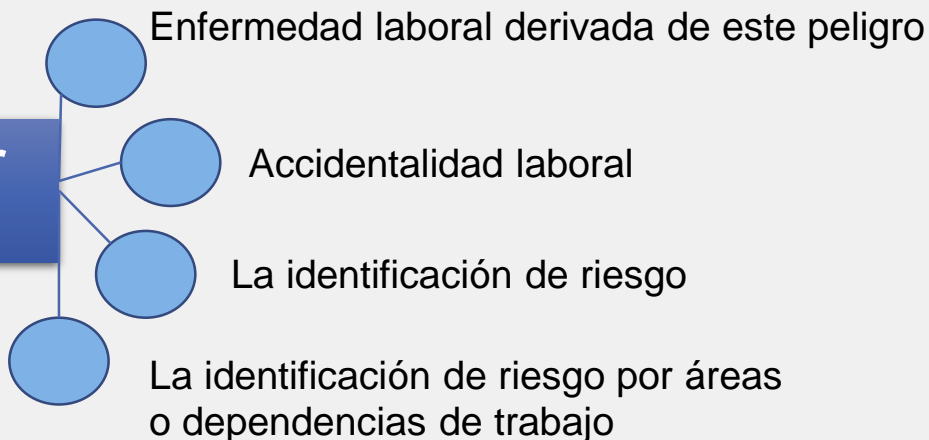 Enfermedad laboral derivada de este peligro
Accidentalidad laboral
La identificación de riesgo
La identificación de riesgo por áreas
o dependencias de trabajo